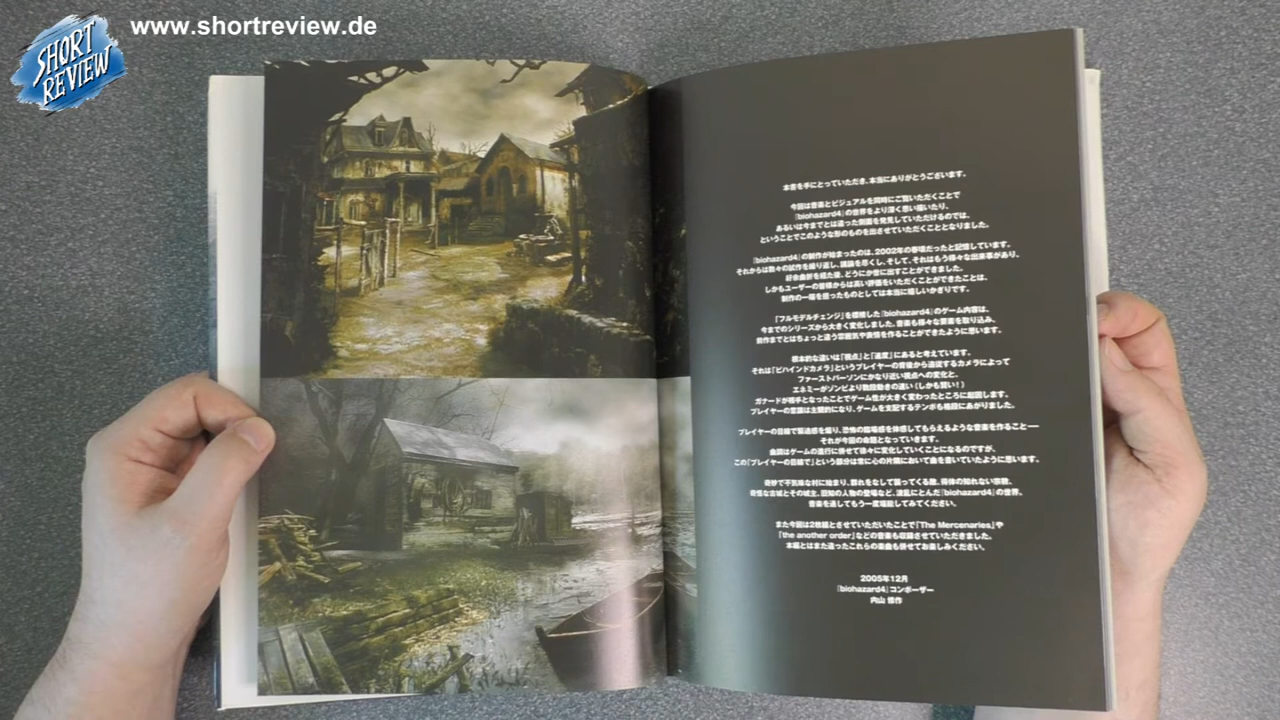 SHORT
REVIEW
www.shortreview.de
本書を手にとっていただき、本当にありがとうございます。
今回は音楽とビジュアルを同時にご覧いただくことで
『biohazard4』の世界をより深く思い描いたり、
あるいは今までとは違った側面を発見していただけるのでは、
ということでこのような形のものを出させていただくこととなりました。
『biohazard4』の制作が始まったのは、2002年の春頃だったと記憶しています。
それからは数々の試作を繰り返し、議論を尽くし、そして、それはもう様々な出来事があり、
紆余曲折を経た後、どうにか世に出すことができました。
しかもユーザーの皆様からは高い評価をいただくことができたことは、
制作の一端を担ったものとしては本当に嬉しいかぎりです。
「フルモデルチェンジ」を標榜した『biohazard4』のゲーム内容は、
今までのシリーズから大きく変化しました。音楽も様々な要素を取り込み、
前作までとはちょっと違う雰囲気や表情を作ることができたように思います。
根本的な違いは「視点」と「速度」にあると考えています。
それは「ビハインドカメラ」というプレイヤーの背後から追従するカメラによって
ファーストパーソンにかなり近い視点への変化と、
エネミーがゾンビより数段動きの速い（しかも賢い！）
ガナードが相手となったことでゲーム性が大きく変わったところに起因します。
プレイヤーの意識は主観的になり、ゲームを支配するテンポも格段にあがりました。
プレイヤーの目線で緊迫感を煽り、恐怖の臨場感を体感してもらえるような音楽を作ること―
それが今回の命題となっていきます。
曲調はゲームの進行に併せて徐々に変化していくことになるのですが、
この「プレイヤーの目線で」という部分は常に心の片隅において曲を書いていたように思います。
奇妙で不気味な村に始まり、群れをなして襲ってくる敵、得体の知れない宗教、
奇怪な古城とその城主、旧知の人物の登場など、波乱にとんだ『biohazard4』の世界、
音楽を通してもう一度堪能してみてください。
また今回は2枚組とさせていただいたことで「The Mercenaries」や
「the another order」などの音楽も収録させていただきました。
本編とはまた違ったこれらの楽曲も併せてお楽しみください。
2005年12月
『biohazard4』コンポーザー
内山 修作